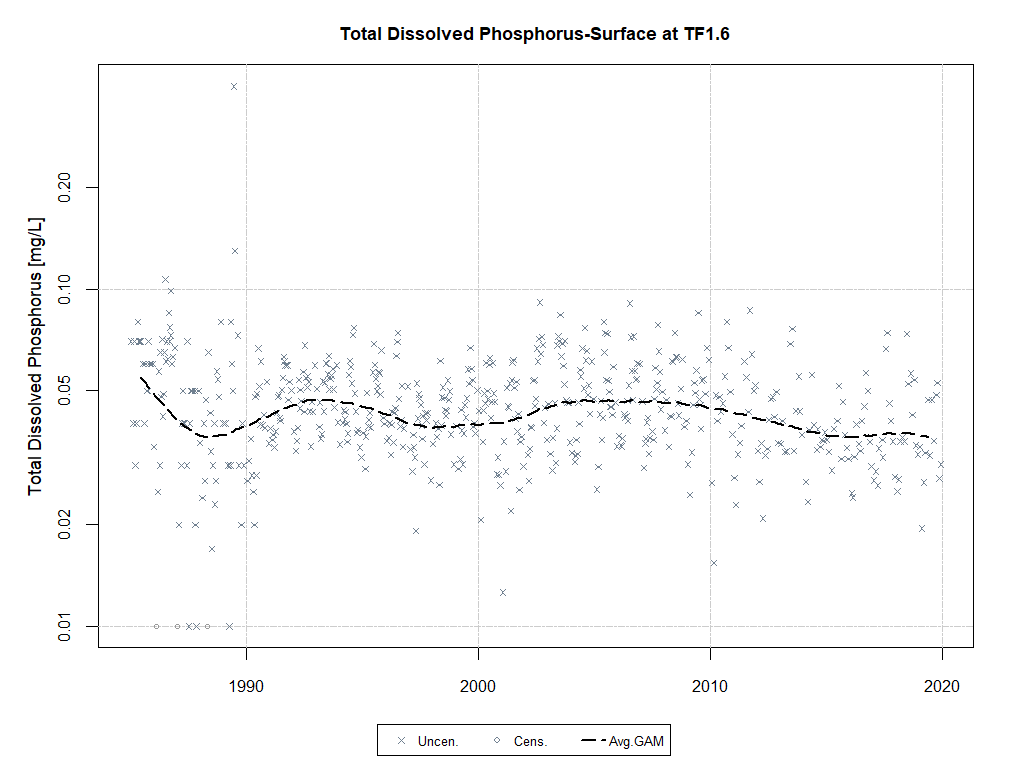 Total Dissolved Phosphorus-Surface at TF1.6
Total Dissolved Phosphorus [mg/L]
0.20
0.10
0.05
0.02
0.01
1990 2000 2010 2020
Uncen. Cens. Avg.GAM